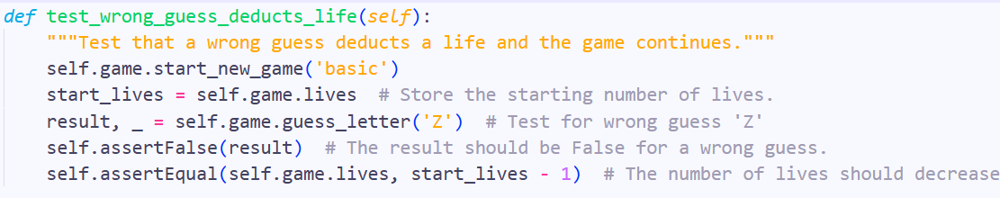 def test_wrong_guess_deducts_life(self):
    """Test that a wrong guess deducts a life and the game continues."""
    self.game.start_new_game('basic')
    start_lives = self.game.lives  # Store the starting number of lives.
    result, _ = self.game.guess_letter('Z')  # Test for wrong guess 'Z'
    self.assertFalse(result)  # The result should be False for a wrong guess.
    self.assertEqual(self.game.lives, start_lives - 1)  # The number of lives should decrease